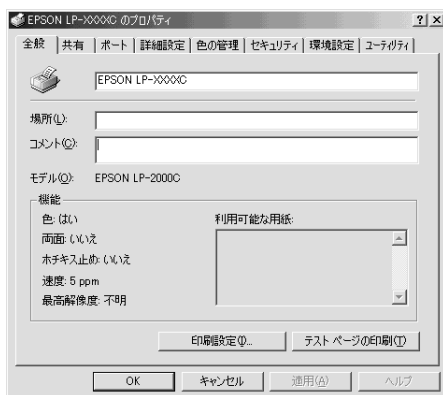 EPSON LP-XXXXC のプロパティ
全般 共有 ポート 詳細設定 色の管理 セキュリティ 環境設定 ユーティリティ
EPSON LP-XXXXC
場所(L):
コメント(C):
モデル(O): EPSON LP-2000C
機能
色: はい 利用可能な用紙:
両面: いいえ
ホチキス止め: いいえ
速度: 5 ppm
最高解像度: 不明
印刷設定(I)... テスト ページの印刷(T)
OK キャンセル 適用(A) ヘルプ